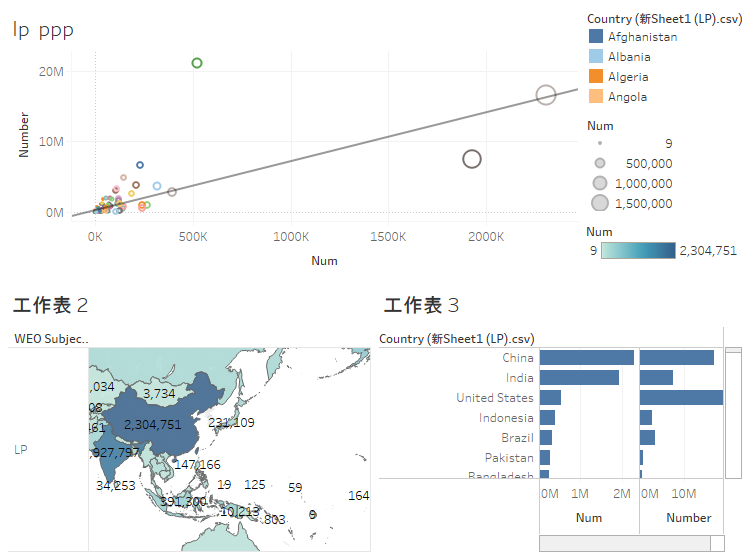 lp ppp
Country (新Sheet1 (LP).csv)
Afghanistan
Albania
Algeria
Angola
Num
9
500,000
1,000,000
1,500,000
Num
9 2,304,751
Number
20M
10M
0M
0K 500K 1000K 1500K 2000K
Num
工作表 2
WEO Subjec..
LP
,034
3,734
2,304,751
231,109
,927,797
147,166
34,253
19
125
59
164
391,300
10,213
803
9
工作表 3
Country (新Sheet1 (LP).csv)
China
India
United States
Indonesia
Brazil
Pakistan
Bangladesh
0M 1M 2M 0M 10M
Num Number